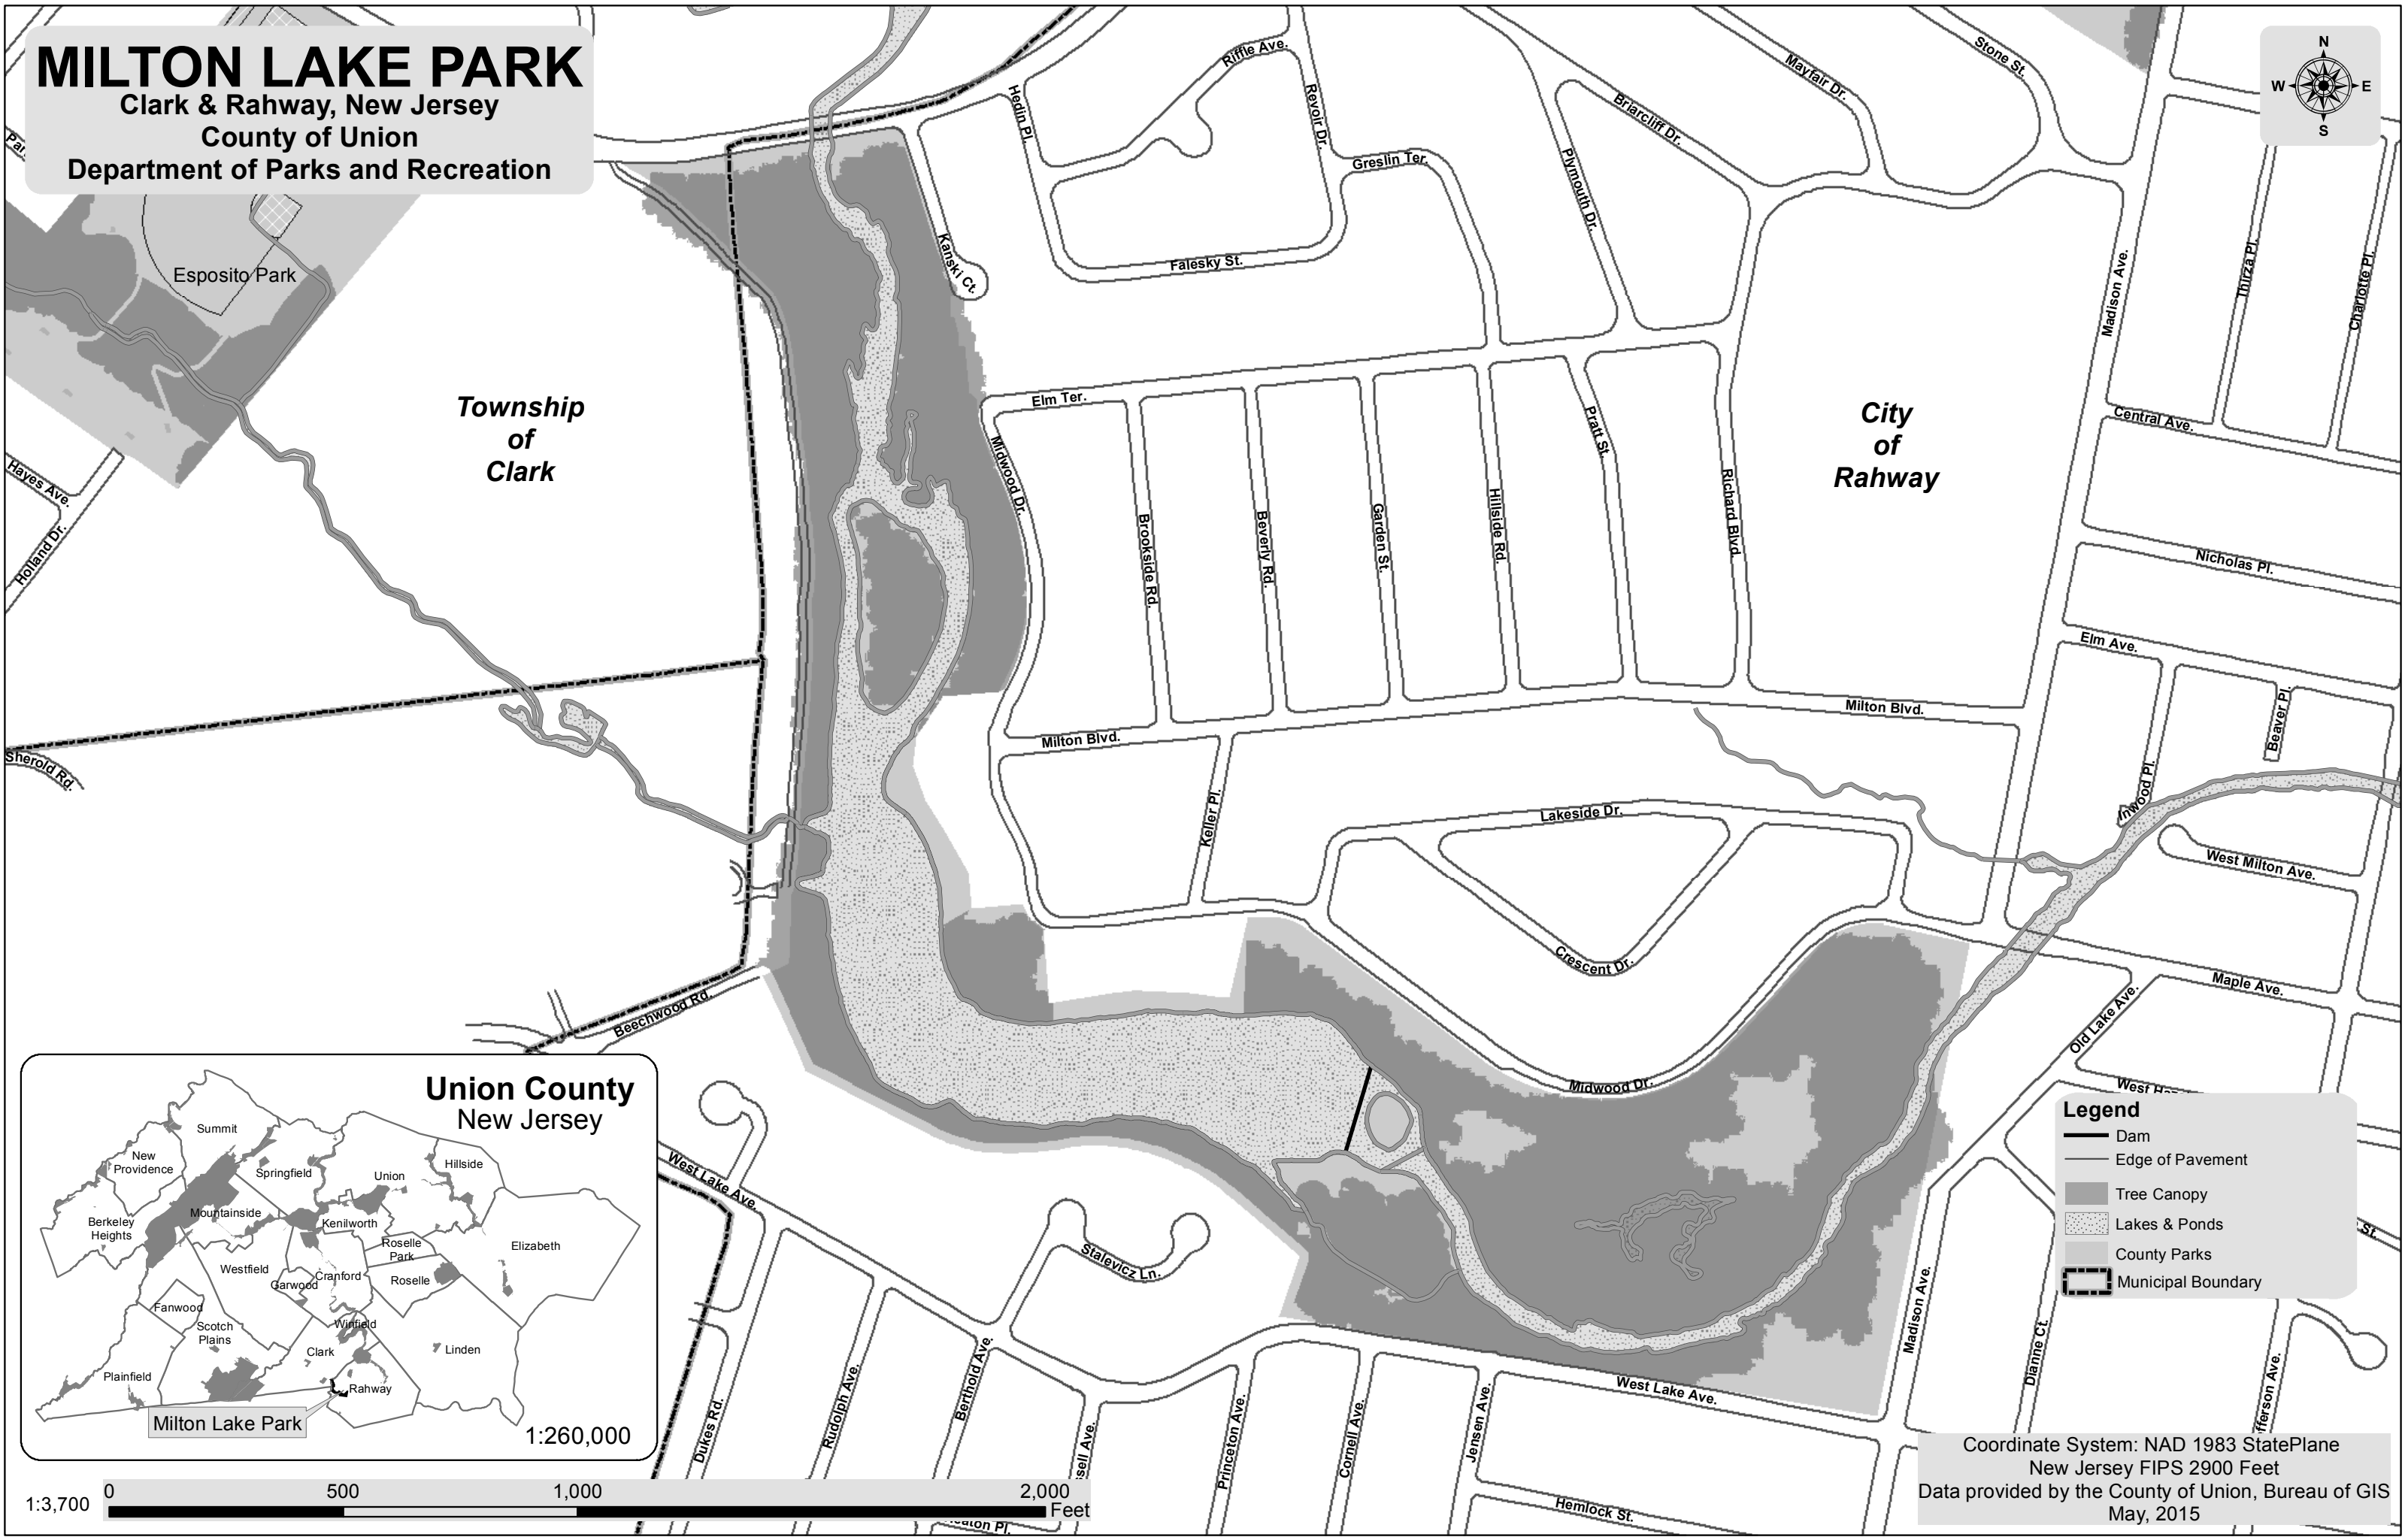 MILTON LAKE PARK
Clark & Rahway, New Jersey
County of Union
Department of Parks and Recreation
N
W
E
S
Riffle Ave.
Hedin Pl.
Revoir Dr.
Greslin Ter.
Falesky St.
Kanski Ct.
Plymouth Dr.
Briarcliff Dr.
Mayfair Dr.
Stone St.
Madison Ave.
Thirza Pl.
Charlotte Pl.
Central Ave.
Nicholas Pl.
Elm Ave.
Beaver Pl.
Inwood Pl.
West Milton Ave.
Esposito Park
Township
of
Clark
City
of
Rahway
Hayes Ave.
Holland Dr.
Sherold Rd.
Elm Ter.
Midwood Dr.
Brookside Rd.
Beverly Rd.
Garden St.
Hillside Rd.
Pratt St.
Richard Blvd.
Milton Blvd.
Milton Blvd.
Keller Pl.
Lakeside Dr.
Crescent Dr.
Midwood Dr.
Beechwood Rd.
Maple Ave.
Old Lake Ave.
West Lake Ave.
Stalevicz Ln.
Dukes Rd.
Rudolph Ave.
Berthold Ave.
Princeton Ave.
Cornell Ave.
Jensen Ave.
West Lake Ave.
Hemlock St.
Madison Ave.
Dianne Ct.
St.
Union County
New Jersey
Summit
New
Providence
Berkeley
Heights
Springfield
Mountainside
Union
Hillside
Kenilworth
Roselle
Park
Elizabeth
Westfield
Garwood
Cranford
Roselle
Fanwood
Scotch
Plains
Winfield
Clark
Linden
Plainfield
Rahway
Milton Lake Park
1:260,000
Legend
Dam
Edge of Pavement
Tree Canopy
Lakes & Ponds
County Parks
Municipal Boundary
1:3,700
0 500 1,000 2,000
Feet
Coordinate System: NAD 1983 StatePlane
New Jersey FIPS 2900 Feet
Data provided by the County of Union, Bureau of GIS
May, 2015